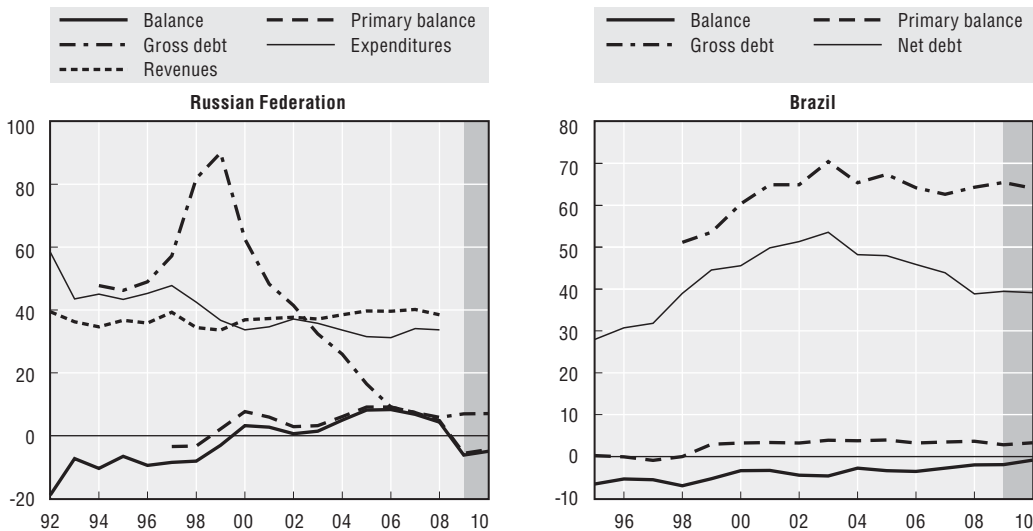 Balance
Primary balance
Gross debt
Expenditures
Revenues
Russian Federation
100
80
60
40
20
0
-20
92 94 96 98 00 02 04 06 08 10
Balance
Primary balance
Gross debt
Net debt
Brazil
80
70
60
50
40
30
20
10
0
-10
96 98 00 02 04 06 08 10